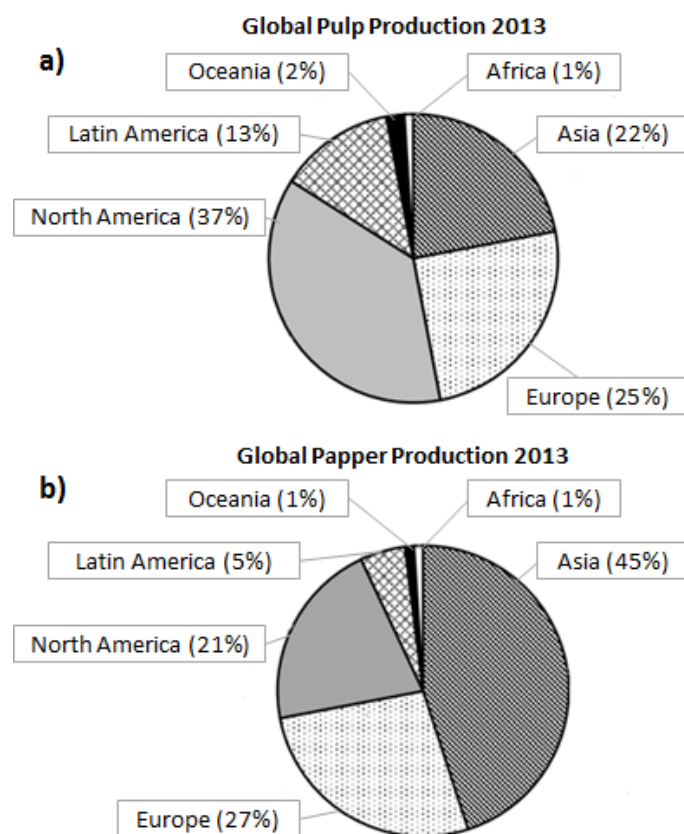 Global Pulp Production 2013
a)
Oceania (2%)
Africa (1%)
Latin America (13%)
Asia (22%)
North America (37%)
Europe (25%)
Global Papper Production 2013
b)
Oceania (1%)
Africa (1%)
Latin America (5%)
Asia (45%)
North America (21%)
Europe (27%)